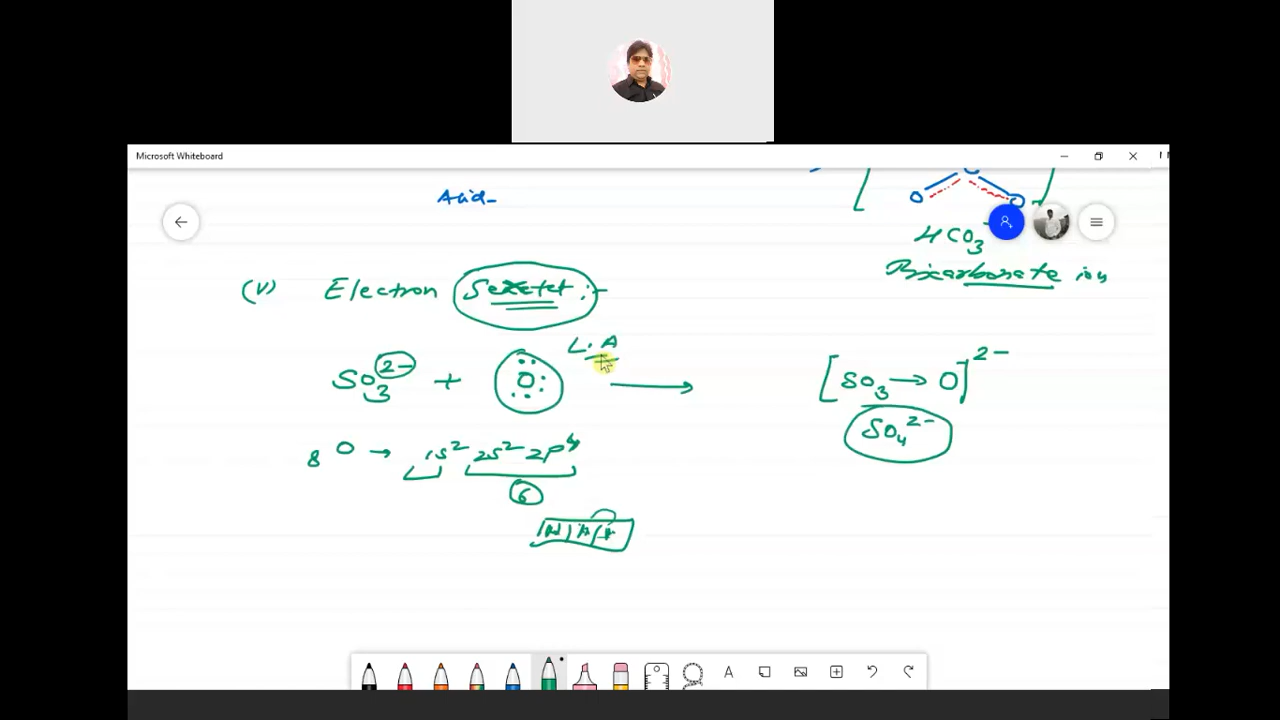 Microsoft Whiteboard
Acid-
O O
HCO3-
Bicarbonate ion
(V) Electron Sextet :-
L.A
SO3 2- + O → [SO3 → O] 2-
SO4 2-
8 O → 1s2 2s2 2p4
6
A